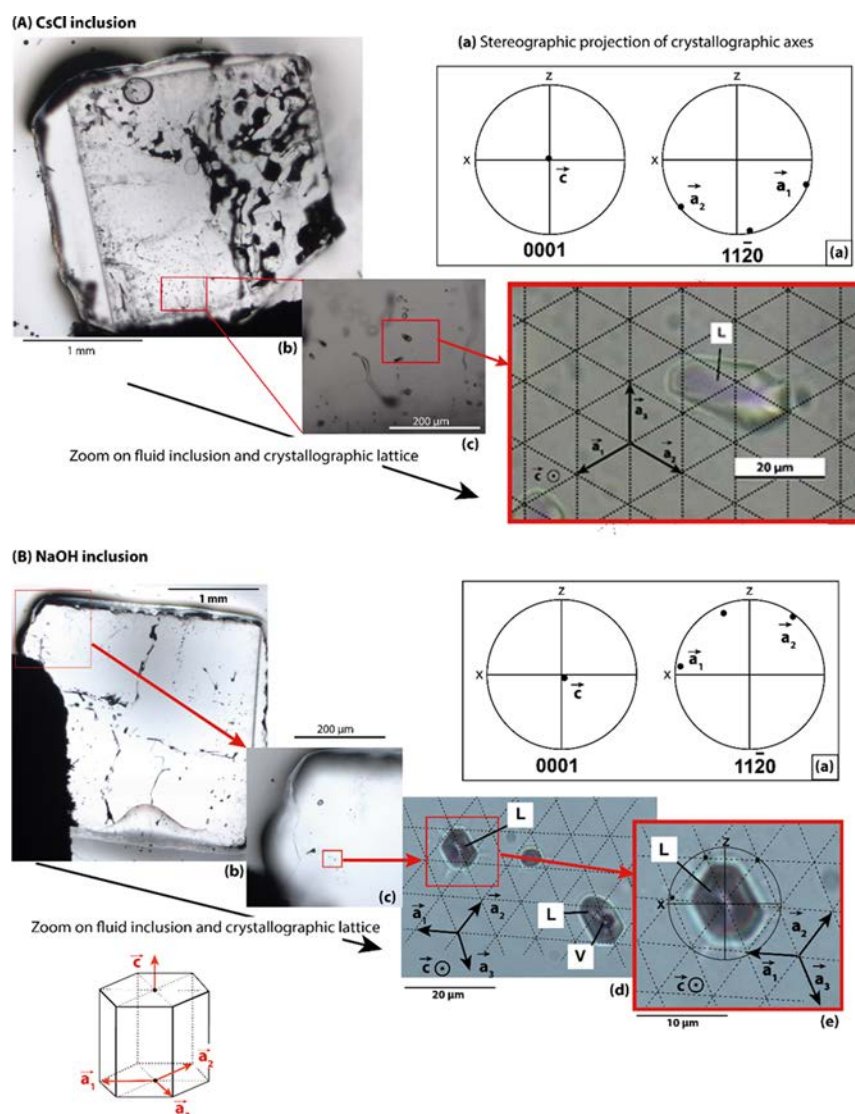 (A) CsCl inclusion
(a) Stereographic projection of crystallographic axes
z
z
x
c
x
a1
a2
0001
112̄0
(a)
1 mm
(b)
200 µm
(c)
L
a3
a1
a2
c
20 µm
Zoom on fluid inclusion and crystallographic lattice
(B) NaOH inclusion
1 mm
z
z
x
c
x
a1
a2
0001
112̄0
(a)
200 µm
(b)
(c)
L
L
V
a1
a2
a3
c
20 µm
(d)
L
z
x
a2
a1
a3
c
10 µm
(e)
Zoom on fluid inclusion and crystallographic lattice
c
a1
a2